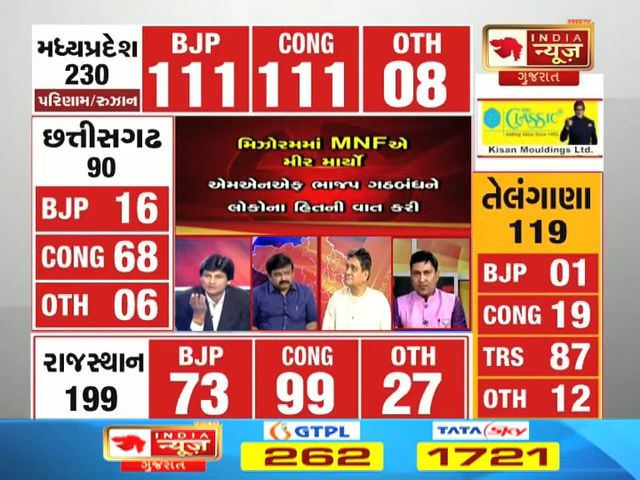 મધ્યપ્રદેશ
230
પરિણામ/રુઝાન
BJP
111
CONG
111
OTH
08
INDIA
न्यूज़
ગુજરાત
છત્તીસગઢ
90
BJP 16
CONG 68
OTH 06
મિઝોરમમાં MNFએ
મીર માર્યો
એમએનએફ ભાજપ ગઠબંધને
લોકોના હિતની વાત કરી
CLASSIC
Kisan Mouldings Ltd.
તેલંગાણા
119
BJP 01
CONG 19
TRS 87
OTH 12
રાજસ્થાન
199
BJP
73
CONG
99
OTH
27
INDIA
न्यूज़
ગુજરાત
GTPL
262
TATA Sky
1721